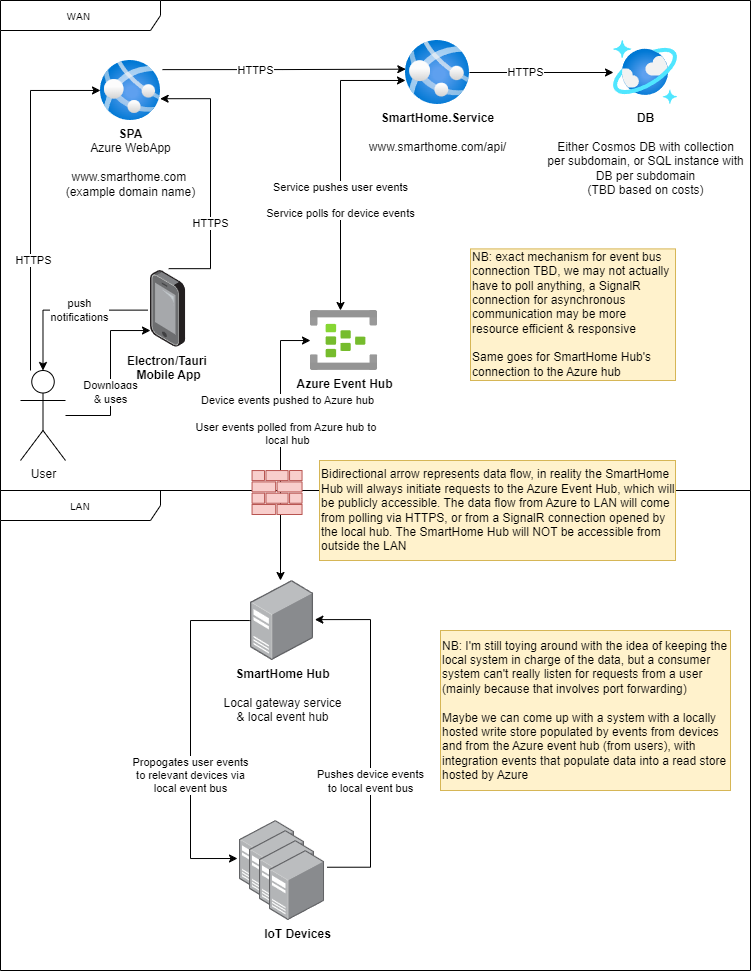 WAN
HTTPS
HTTPS
SPA
Azure WebApp
www.smarthome.com
(example domain name)
SmartHome.Service
www.smarthome.com/api/
DB
Either Cosmos DB with collection
per subdomain, or SQL instance with
DB per subdomain
(TBD based on costs)
Service pushes user events
Service polls for device events
HTTPS
HTTPS
NB: exact mechanism for event bus
connection TBD, we may not actually
have to poll anything, a SignalR
connection for asynchronous
communication may be more
resource efficient & responsive
Same goes for SmartHome Hub's
connection to the Azure hub
push
notifications
Electron/Tauri
Mobile App
Downloads
& uses
User
Azure Event Hub
Device events pushed to Azure hub
User events polled from Azure hub to
local hub
Bidirectional arrow represents data flow, in reality the SmartHome
Hub will always initiate requests to the Azure Event Hub, which will
be publicly accessible. The data flow from Azure to LAN will come
from polling via HTTPS, or from a SignalR connection opened by
the local hub. The SmartHome Hub will NOT be accessible from
outside the LAN
LAN
SmartHome Hub
Local gateway service
& local event hub
NB: I'm still toying around with the idea of keeping the
local system in charge of the data, but a consumer
system can't really listen for requests from a user
(mainly because that involves port forwarding)
Maybe we can come up with a system with a locally
hosted write store populated by events from devices
and from the Azure event hub (from users), with
integration events that populate data into a read store
hosted by Azure
Propogates user events
to relevant devices via
local event bus
Pushes device events
to local event bus
IoT Devices